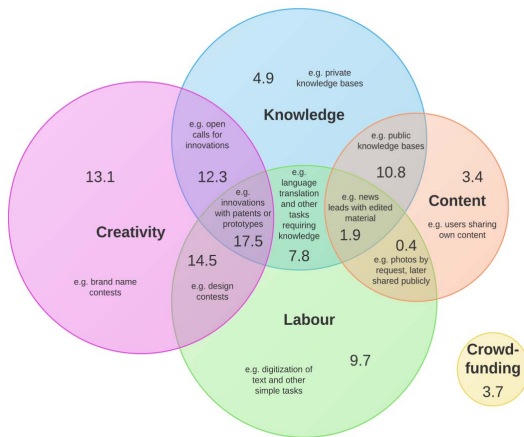 4.9
e.g. private
knowledge bases
Knowledge
e.g. open
calls for
innovations
e.g. public
knowledge bases
13.1
12.3
e.g.
language
translation
and other
tasks
requiring
knowledge
7.8
10.8
3.4
e.g. innovations
with patents or
prototypes
17.5
e.g. news
leads with edited
material
1.9
Content
e.g. users sharing
own content
Creativity
14.5
0.4
e.g. photos by
request, later
shared publicly
e.g. brand name
contests
e.g. design
contests
Labour
9.7
e.g. digitization of
text and other
simple tasks
Crowd-
funding
3.7